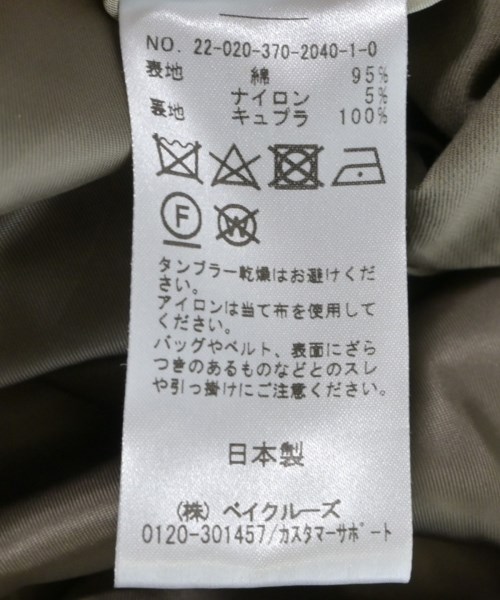 NO. 22-020-370-2040-1-0
表地 綿 95%
ナイロン 5%
裏地 キュプラ 100%
F W
タンブラー乾燥はお避けくだ
さい。
アイロンは当て布を使用して
ください。
バッグやベルト、表面にざら
つきのあるものなどとのスレ
や引っ掛けにご注意ください。
日本製
(株) ベイクルーズ
0120-301457/カスタマーサポート